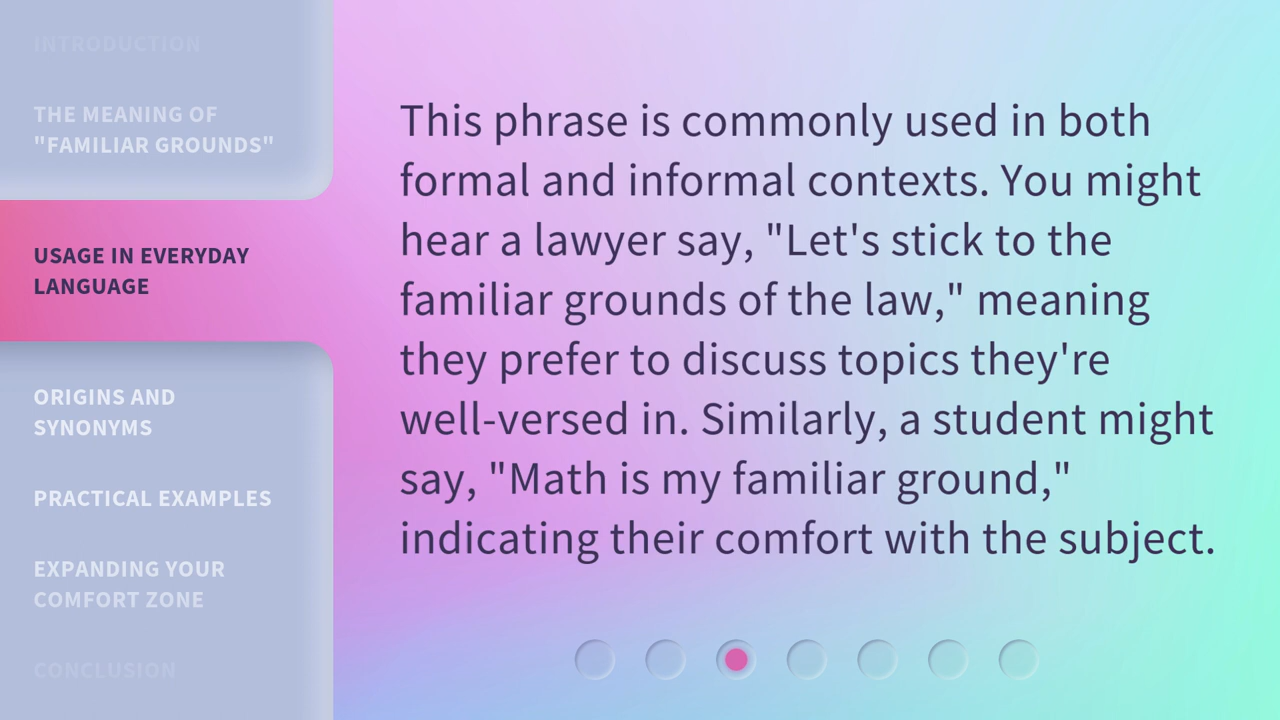 INTRODUCTION
THE MEANING OF
"FAMILIAR GROUNDS"
USAGE IN EVERYDAY
LANGUAGE
ORIGINS AND
SYNONYMS
PRACTICAL EXAMPLES
EXPANDING YOUR
COMFORT ZONE
CONCLUSION
This phrase is commonly used in both
formal and informal contexts. You might
hear a lawyer say, "Let's stick to the
familiar grounds of the law," meaning
they prefer to discuss topics they're
well-versed in. Similarly, a student might
say, "Math is my familiar ground,"
indicating their comfort with the subject.